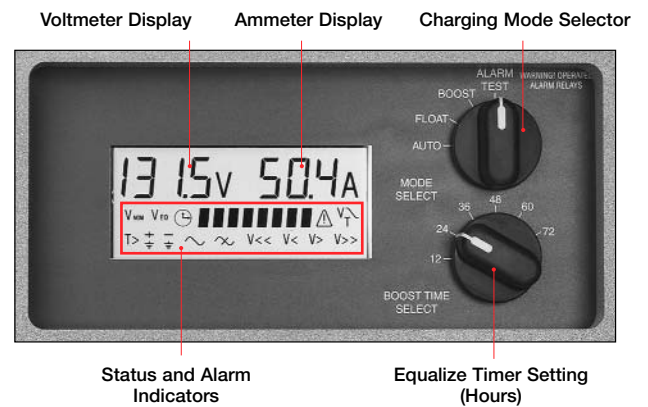 Voltmeter Display
Ammeter Display
Charging Mode Selector
ALARM
TEST
WARNING! OPERATES
ALARM RELAYS
BOOST
FLOAT
AUTO
MODE
SELECT
131.5V 50.4A
VMIN VEQ VT
T> + - V<< V< V> V>>
36 48 60
24 72
12
BOOST TIME
SELECT
Status and Alarm
Indicators
Equalize Timer Setting
(Hours)